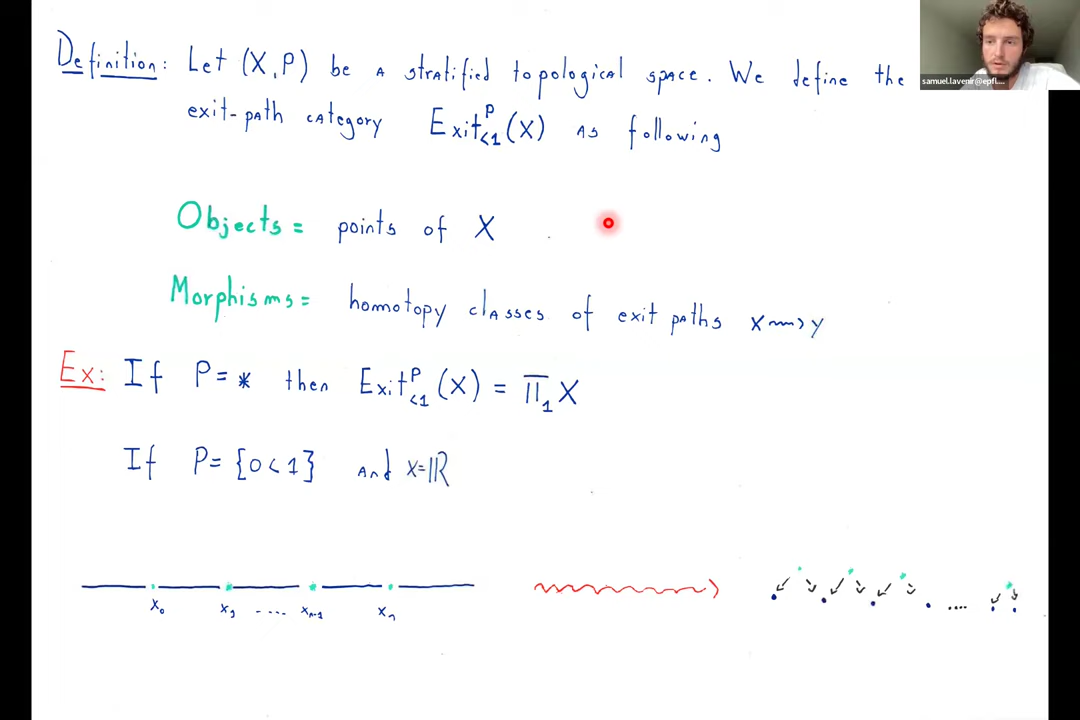 samuel.lavenir@epfl....
Definition: Let (X, P) be a stratified topological space. We define the
exit-path category Exit^P_{<1}(X) as following
Objects = points of X
Morphisms = homotopy classes of exit paths x⟿y
Ex: If P = * then Exit^P_{<1}(X) = Π_1 X
If P = {0 < 1} and X=ℝ
x_0 x_1 .... x_{n-1} x_n ....